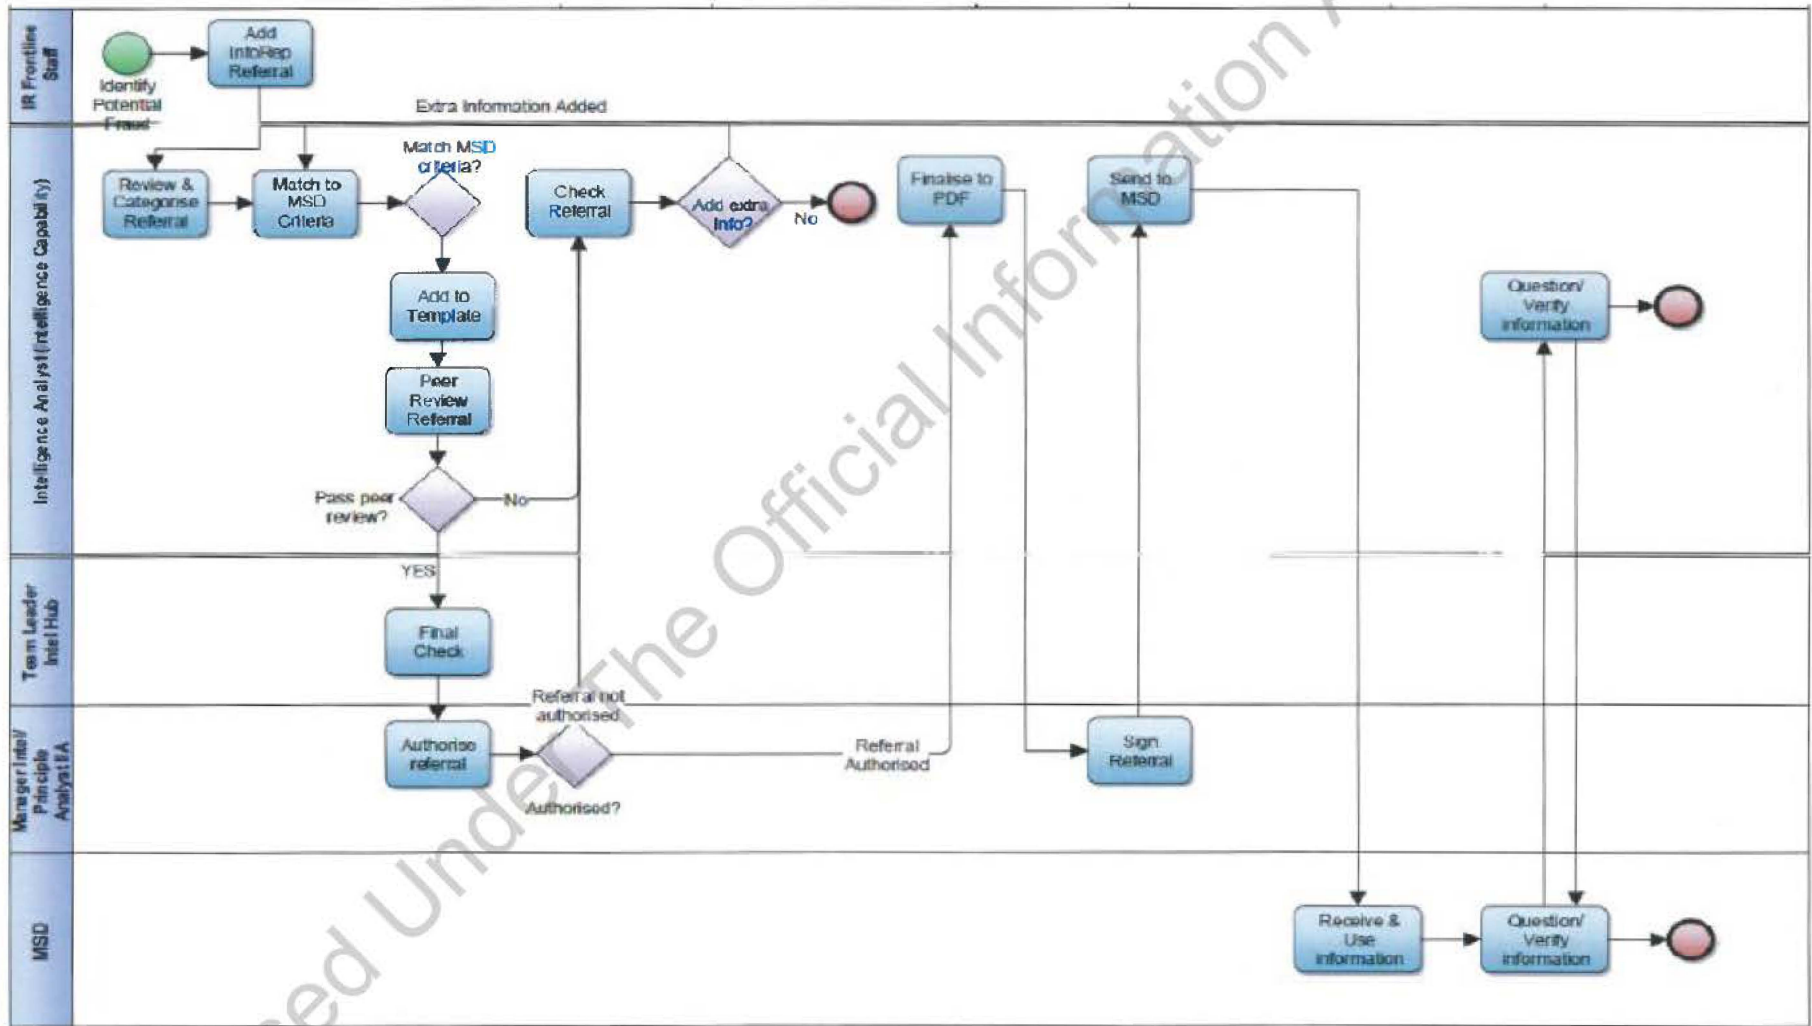 IR Frontline
Staff
Identify
Potential
Fraud
Add
InfoRep
Referral
Extra Information Added
Intelligence Analyst (Intelligence Capability)
Review &
Categorise
Referral
Match to
MSD
Criteria
Match MSD
criteria?
Add to
Template
Peer
Review
Referral
Pass peer
review?
No
YES
Check
Referral
Add extra
Info?
No
Finalise to
PDF
Send to
MSD
Question/
Verify
information
Team Leader
Intel Hub
Final
Check
Manager Intel/
Principle
Analyst IIA
Authorise
referral
Referral not
authorised
Authorised?
Referral
Authorised
Sign
Referral
MSD
Receive &
Use
information
Question/
Verify
information
Under The Official Information